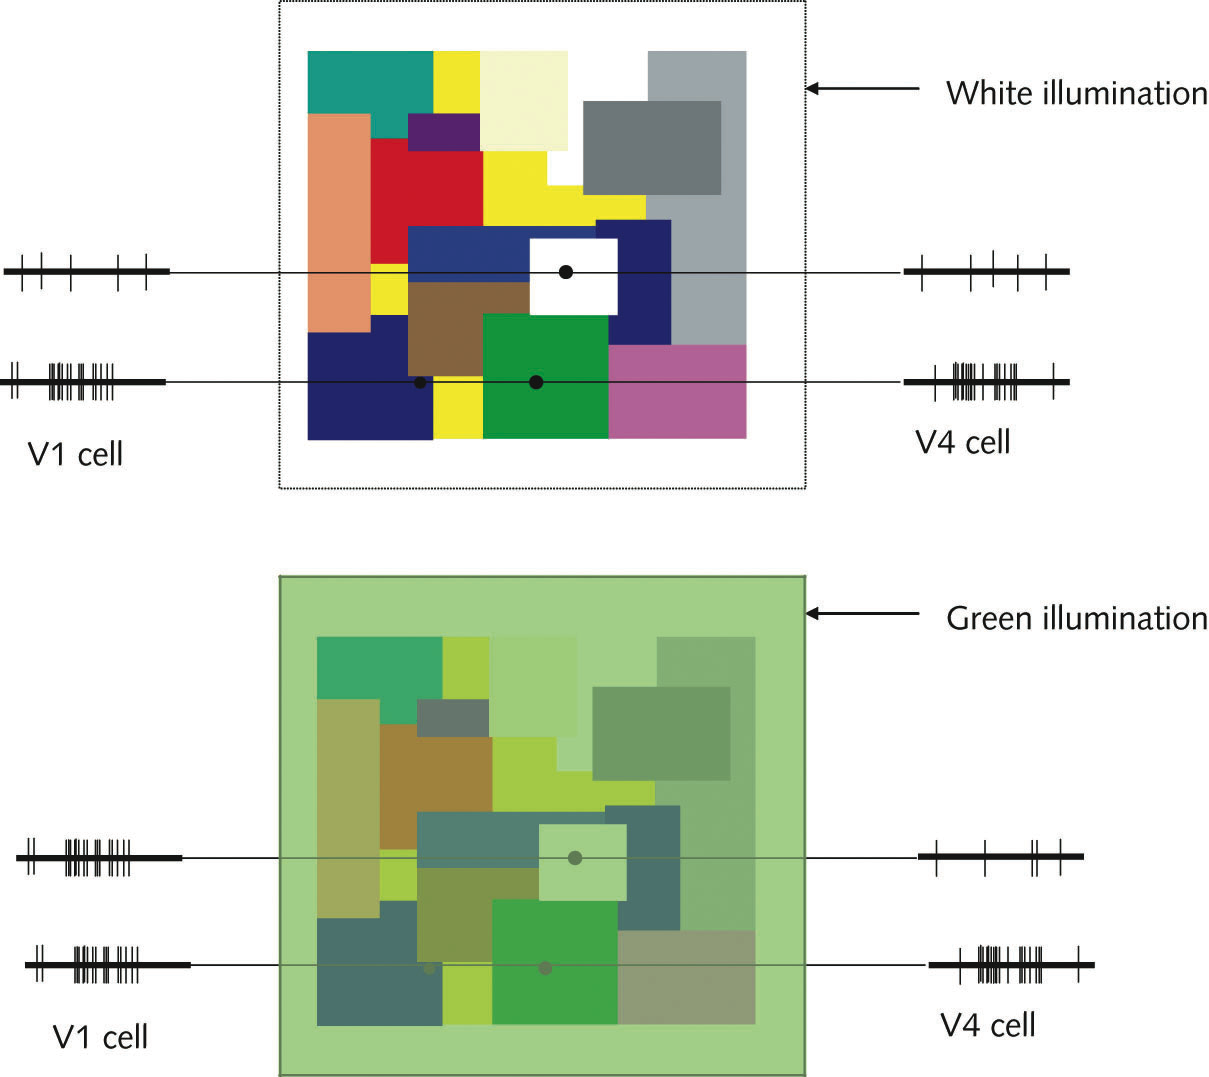 White illumination
V1 cell
V4 cell
Green illumination
V1 cell
V4 cell